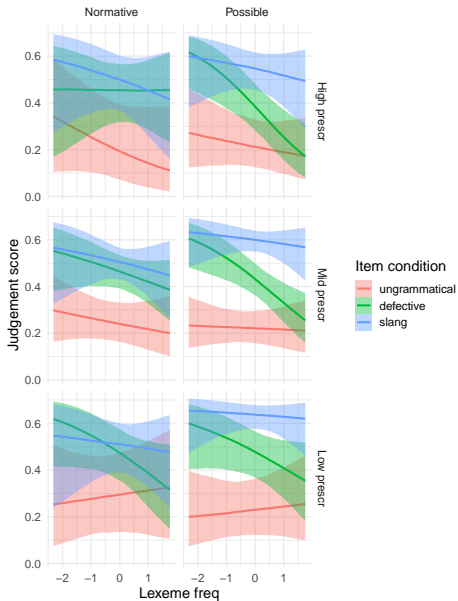 Normative Possible
0.6
0.4
0.2
0.0
High prescr
0.6
0.4
0.2
0.0
Mid prescr
0.6
0.4
0.2
0.0
Low prescr
−2 −1 0 1 −2 −1 0 1
Lexeme freq
Judgement score
Item condition
ungrammatical
defective
slang